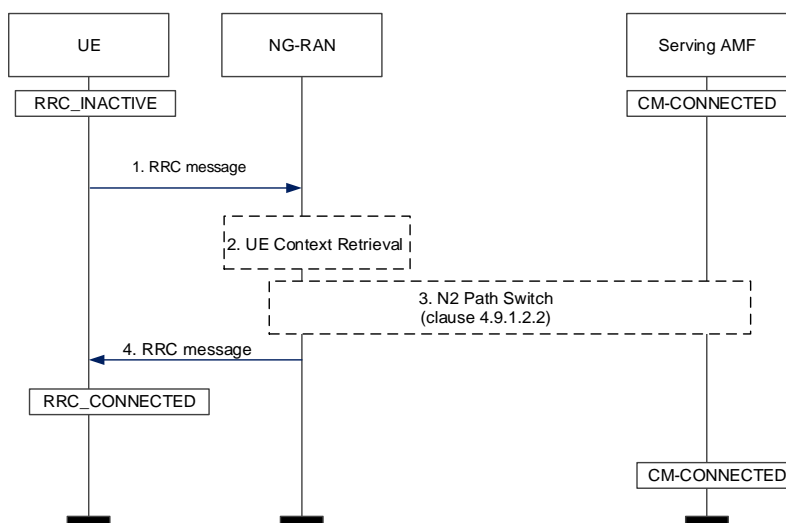 UE
NG-RAN
Serving AMF
RRC_INACTIVE
CM-CONNECTED
1. RRC message
2. UE Context Retrieval
3. N2 Path Switch
(clause 4.9.1.2.2)
4. RRC message
RRC_CONNECTED
CM-CONNECTED